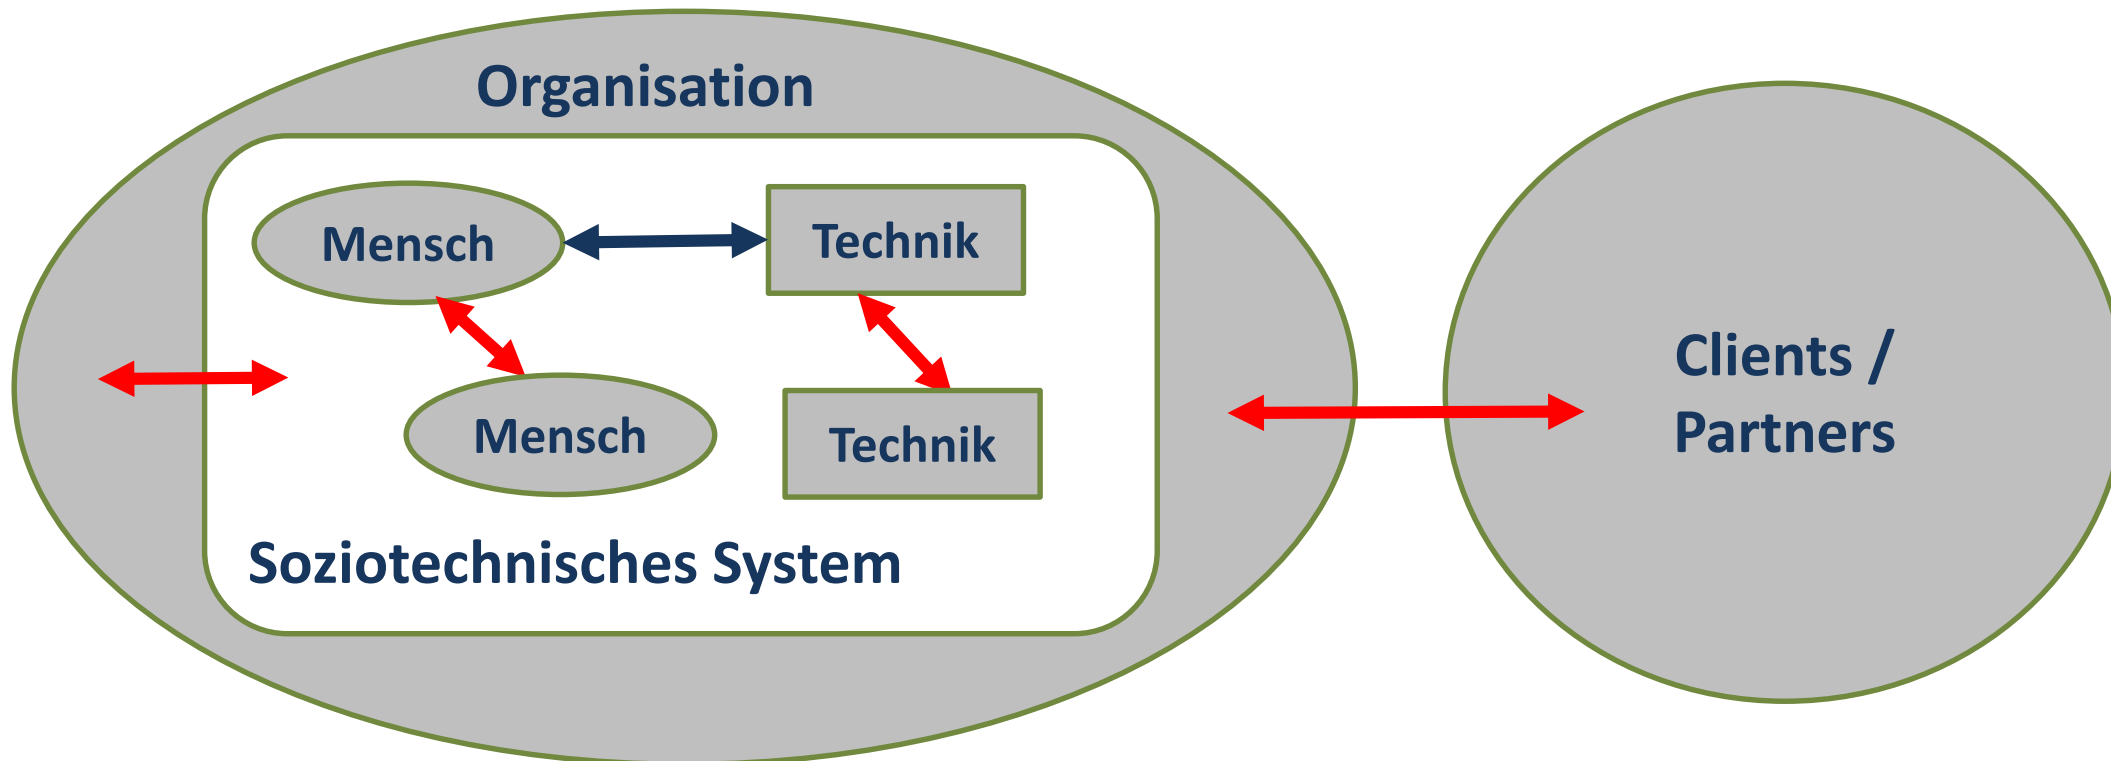 Organisation
Mensch
Technik
Mensch
Technik
Soziotechnisches System
Clients /
Partners